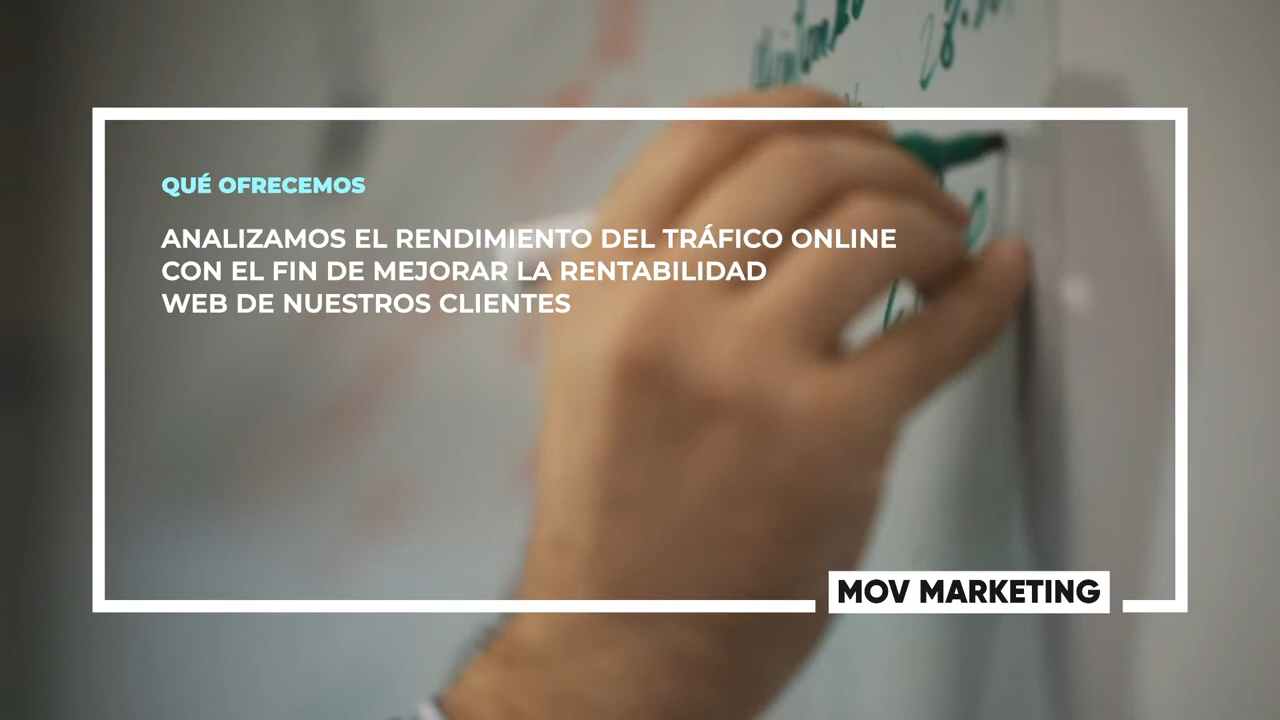 QUÉ OFRECEMOS
ANALIZAMOS EL RENDIMIENTO DEL TRÁFICO ONLINE
CON EL FIN DE MEJORAR LA RENTABILIDAD
WEB DE NUESTROS CLIENTES
MOV MARKETING